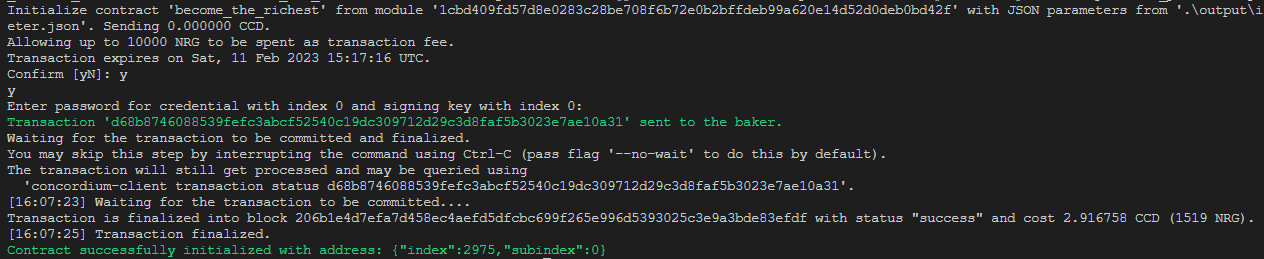 Initialize contract 'become_the_richest' from module '1cbd409fd57d8e0283c28be708f6b72e0b2bffdeb99a620e14d52d0deb0bd42f' with JSON parameters from '.\output\i
eter.json'. Sending 0.000000 CCD.
Allowing up to 10000 NRG to be spent as transaction fee.
Transaction expires on Sat, 11 Feb 2023 15:17:16 UTC.
Confirm [yN]: y
y
Enter password for credential with index 0 and signing key with index 0:
Transaction 'd68b8746088539fefc3abcf52540c19dc309712d29c3d8faf5b3023e7ae10a31' sent to the baker.
Waiting for the transaction to be committed and finalized.
You may skip this step by interrupting the command using Ctrl-C (pass flag '--no-wait' to do this by default).
The transaction will still get processed and may be queried using
'concordium-client transaction status d68b8746088539fefc3abcf52540c19dc309712d29c3d8faf5b3023e7ae10a31'.
[16:07:23] Waiting for the transaction to be committed....
Transaction is finalized into block 206b1e4d7efa7d458ec4aefd5dfcbc699f265e996d5393025c3e9a3bde83efdf with status "success" and cost 2.916758 CCD (1519 NRG).
[16:07:25] Transaction finalized.
Contract successfully initialized with address: {"index":2975,"subindex":0}